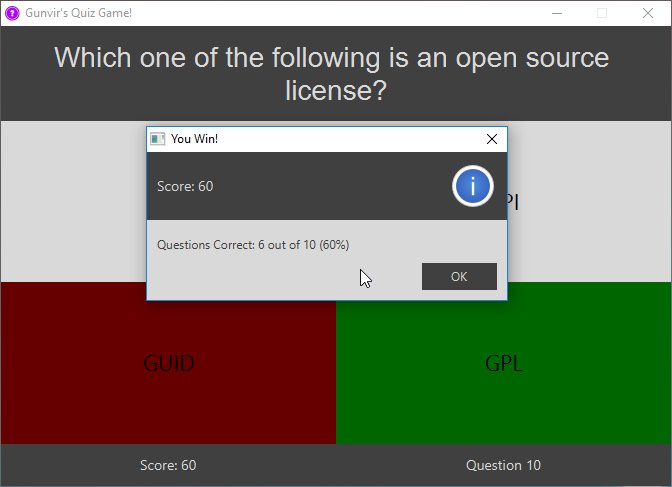 Gunvir's Quiz Game!
Which one of the following is an open source
license?
You Win!
Score: 60
Questions Correct: 6 out of 10 (60%)
OK
GUID
GPL
Score: 60
Question 10